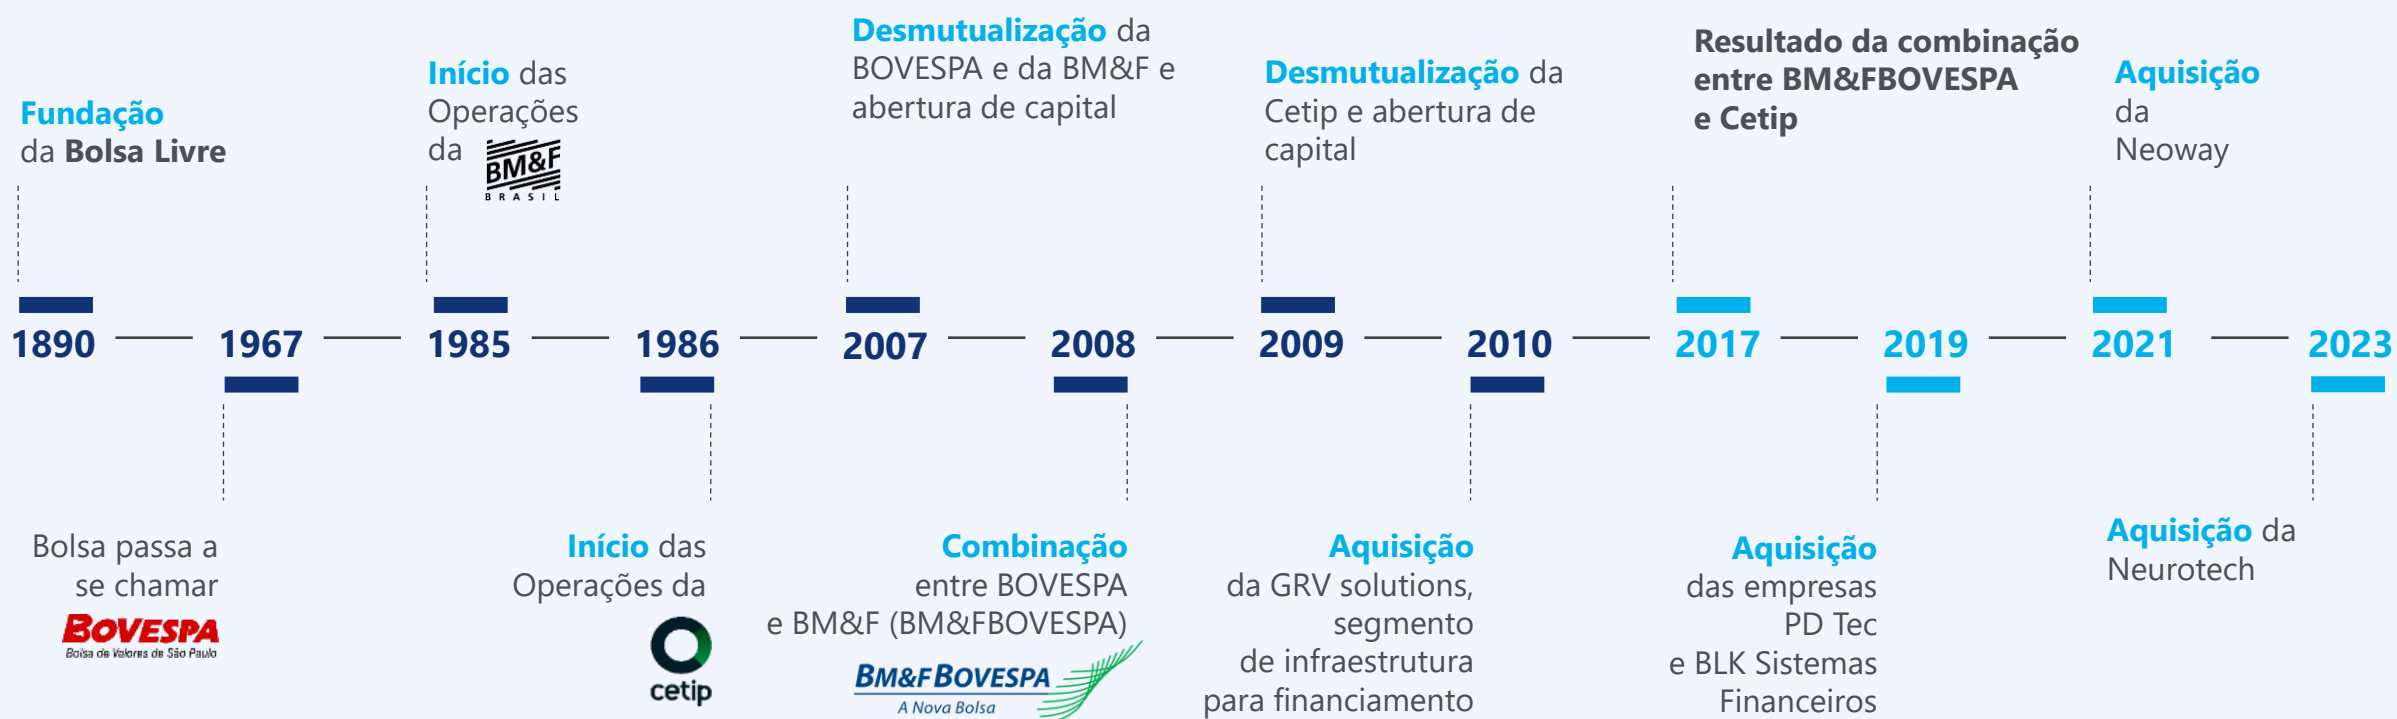 Fundação
da Bolsa Livre
Início das
Operações
da
BM&F
BRASIL
Desmutualização da
BOVESPA e da BM&F e
abertura de capital
Desmutualização da
Cetip e abertura de
capital
Resultado da combinação
entre BM&FBOVESPA
e Cetip
Aquisição
da
Neoway
1890 1967 1985 1986 2007 2008 2009 2010 2017 2019 2021 2023
Bolsa passa a
se chamar
BOVESPA
Bolsa de Valores de São Paulo
Início das
Operações da
cetip
Combinação
entre BOVESPA
e BM&F (BM&FBOVESPA)
BM&FBOVESPA
A Nova Bolsa
Aquisição
da GRV solutions,
segmento
de infraestrutura
para financiamento
Aquisição
das empresas
PD Tec
e BLK Sistemas
Financeiros
Aquisição da
Neurotech